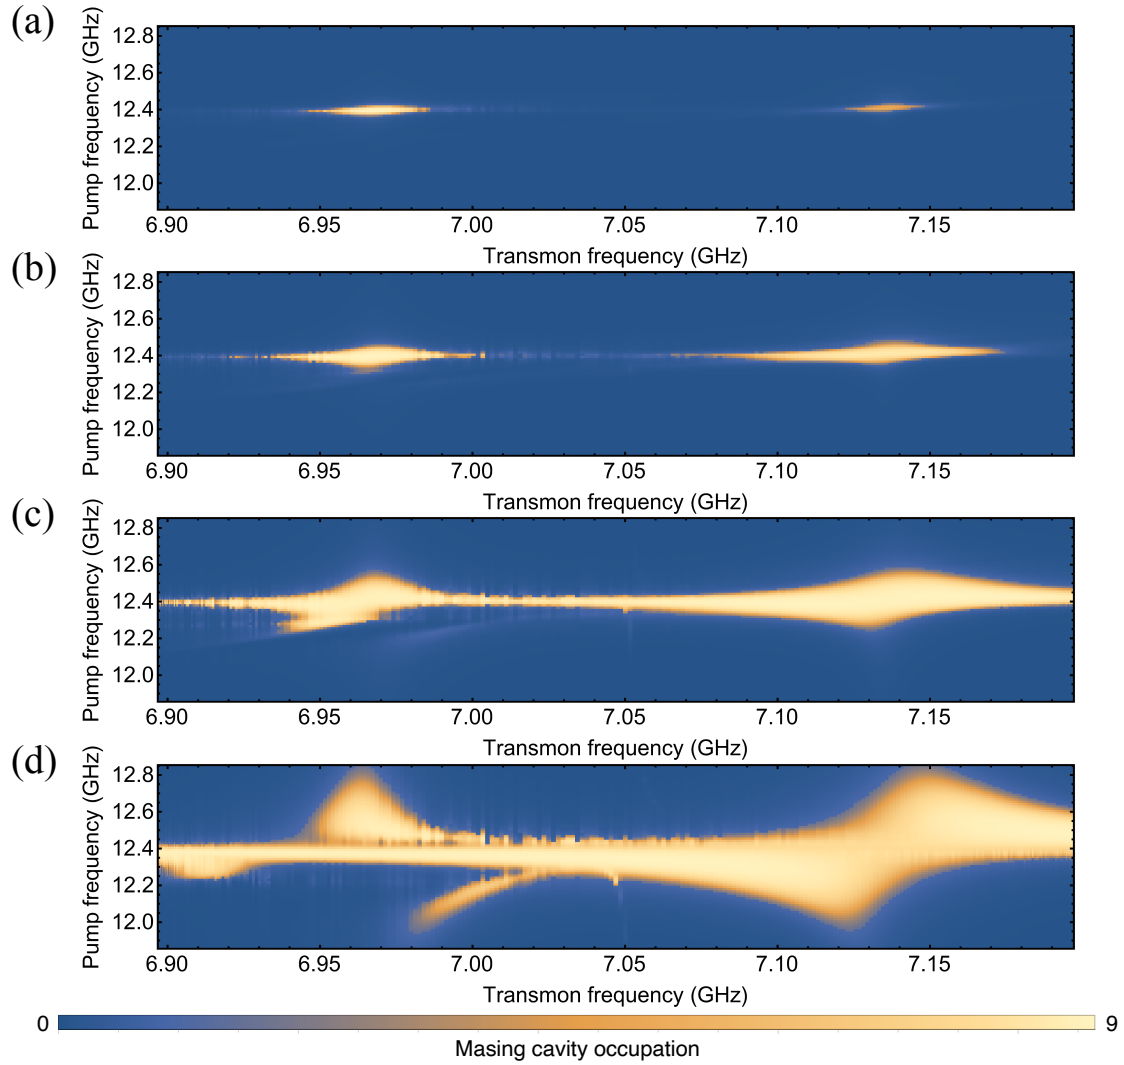 (a)
Pump frequency (GHz)
12.8
12.6
12.4
12.2
12.0
6.90 6.95 7.00 7.05 7.10 7.15
Transmon frequency (GHz)
(b)
Pump frequency (GHz)
12.8
12.6
12.4
12.2
12.0
6.90 6.95 7.00 7.05 7.10 7.15
Transmon frequency (GHz)
(c)
Pump frequency (GHz)
12.8
12.6
12.4
12.2
12.0
6.90 6.95 7.00 7.05 7.10 7.15
Transmon frequency (GHz)
(d)
Pump frequency (GHz)
12.8
12.6
12.4
12.2
12.0
6.90 6.95 7.00 7.05 7.10 7.15
Transmon frequency (GHz)
0 9
Masing cavity occupation